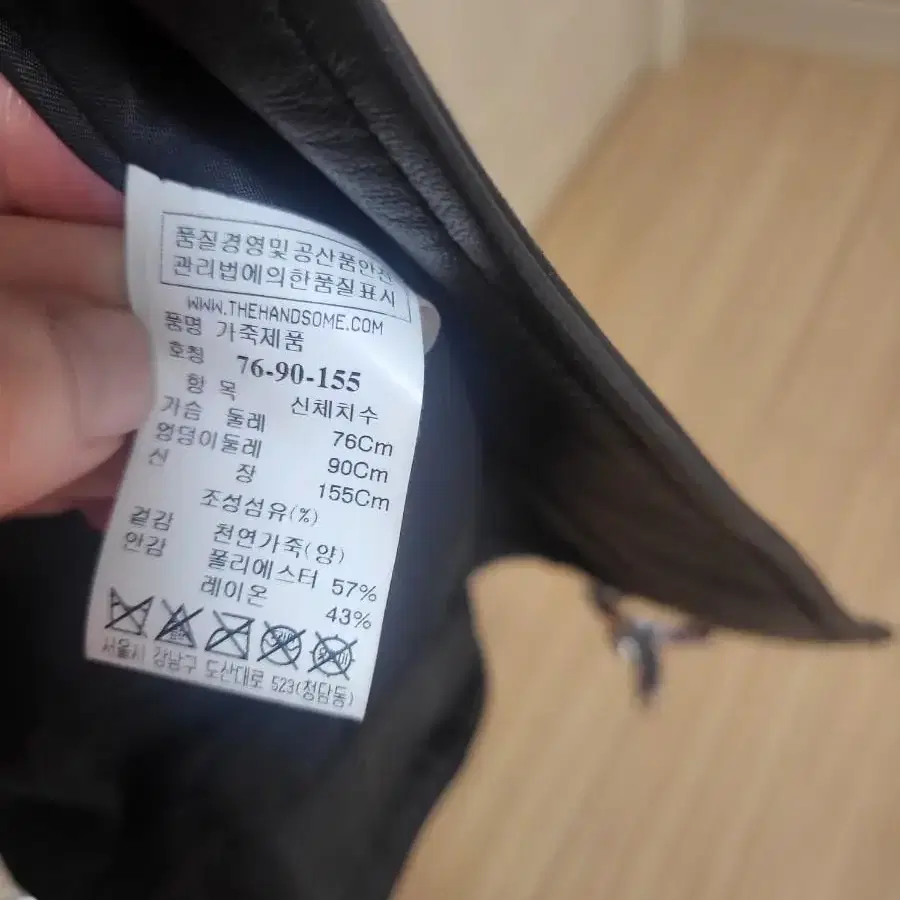 품질경영및공산품안전
관리법에의한품질표시
WWW.THEHANDSOME.COM
품명 가죽제품
호칭 76-90-155
항 목 신체치수
가슴 둘레 76Cm
엉덩이둘레 90Cm
신 장 155Cm
조성섬유(%)
겉감 천연가죽(양)
안감 폴리에스터 57%
레이온 43%
서울시 강남구 도산대로 523(청담동)